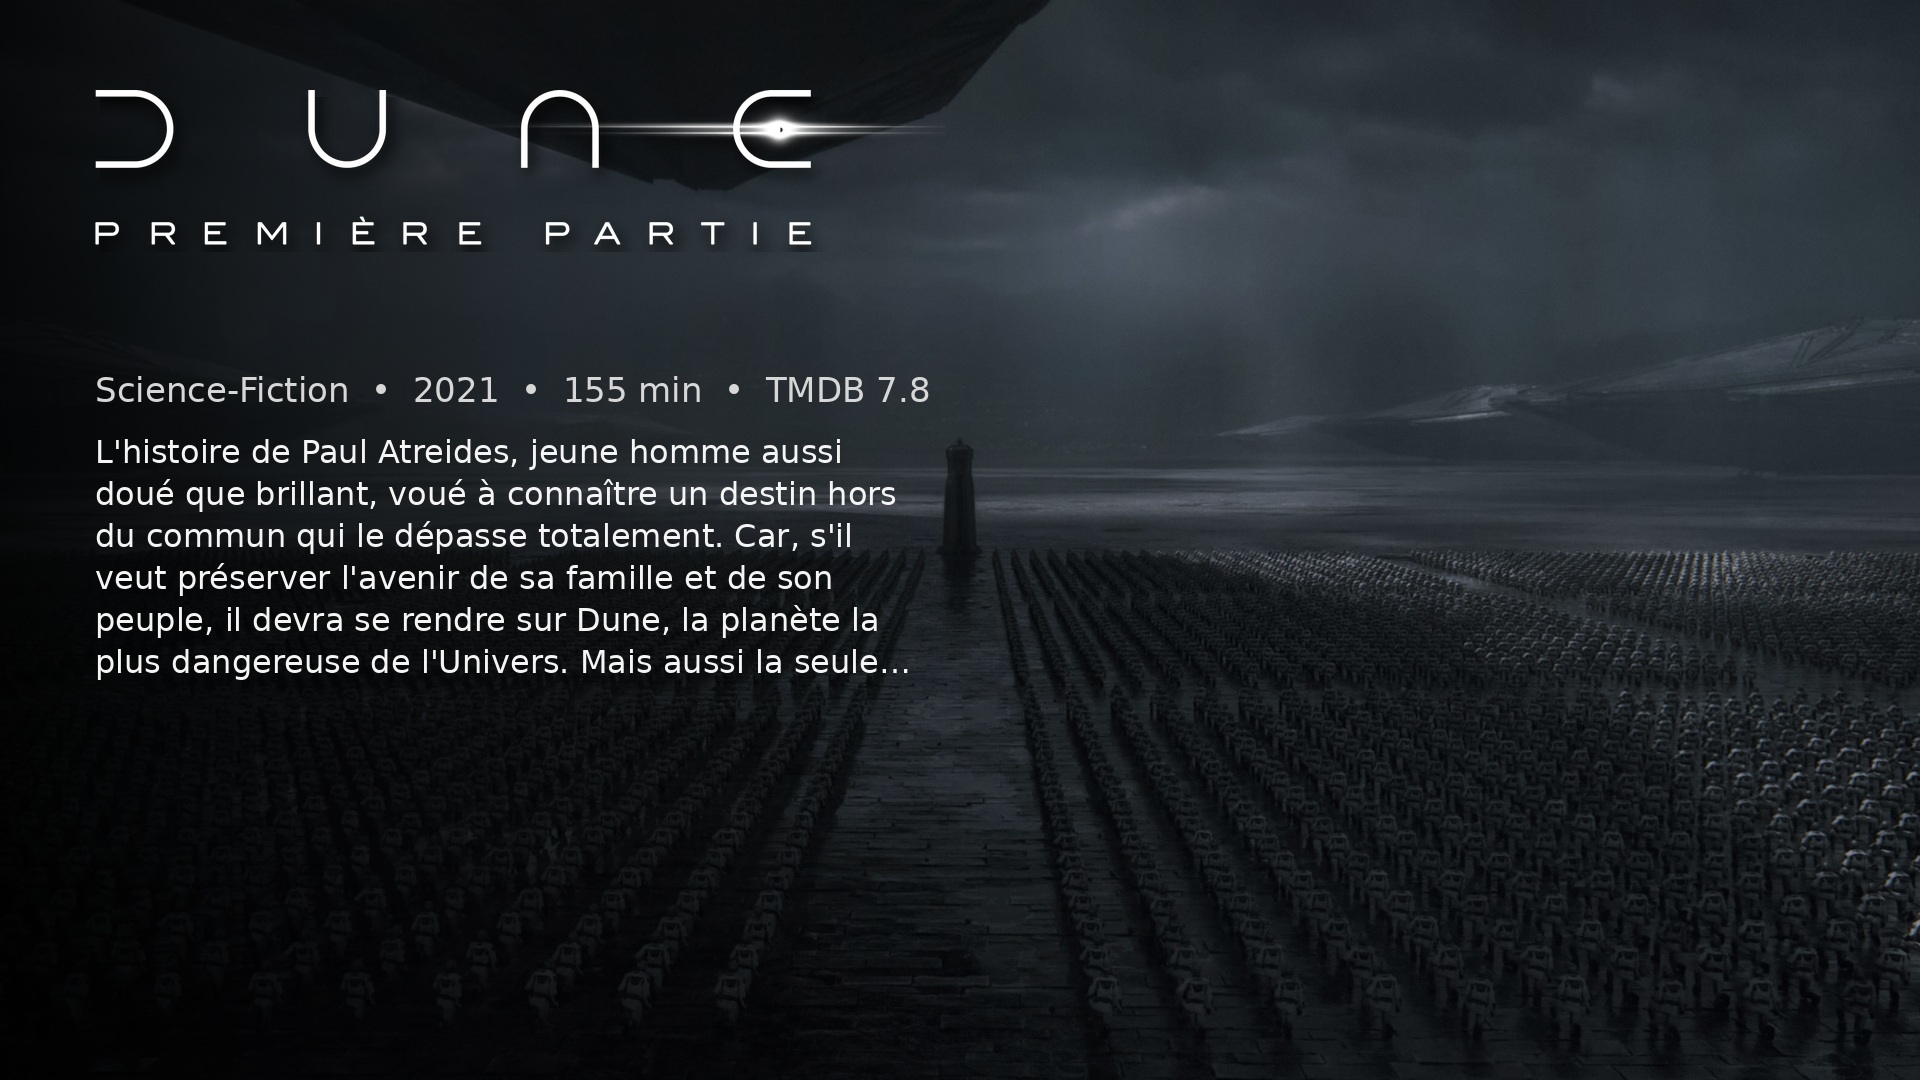 DUNE
PREMIÈRE PARTIE
Science-Fiction • 2021 • 155 min • TMDB 7.8
L'histoire de Paul Atreides, jeune homme aussi
doué que brillant, voué à connaître un destin hors
du commun qui le dépasse totalement. Car, s'il
veut préserver l'avenir de sa famille et de son
peuple, il devra se rendre sur Dune, la planète la
plus dangereuse de l'Univers. Mais aussi la seule…